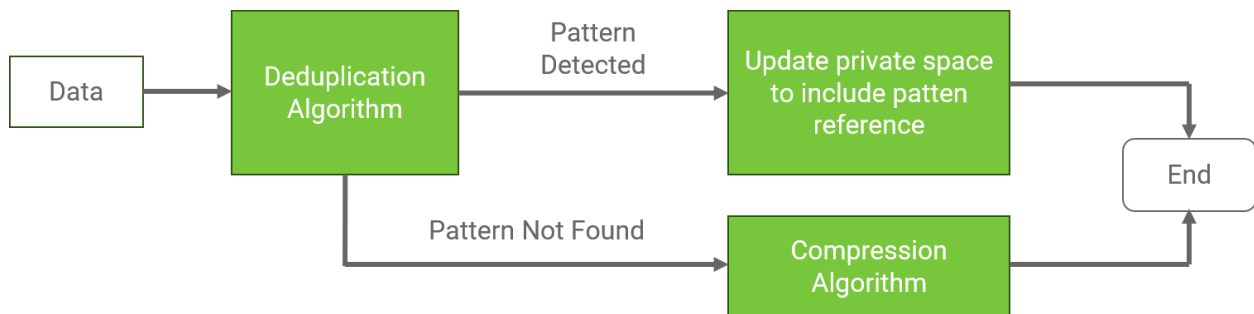 Data
Deduplication
Algorithm
Pattern
Detected
Update private space
to include patten
reference
End
Pattern Not Found
Compression
Algorithm